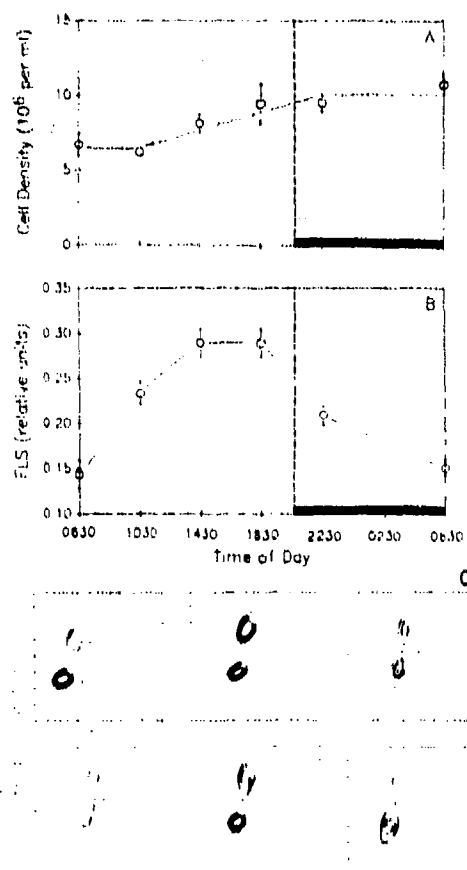 A
Cell Density (10⁶ per ml)
15
10
5
0
B
FLS (relative units)
0.35
0.30
0.25
0.20
0.15
0.10
0630 1030 1430 1830 2230 0230 0630
Time of Day
C